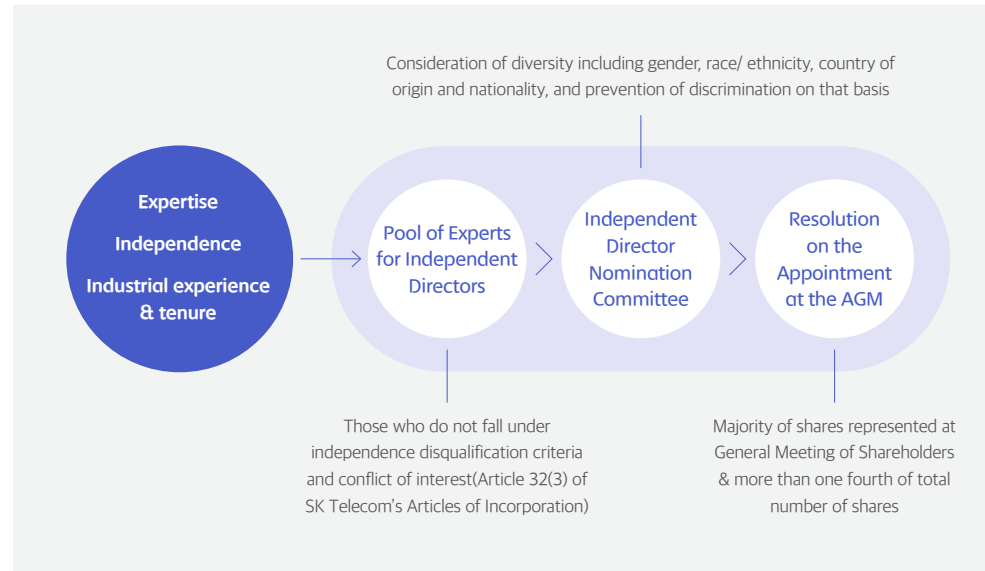 Consideration of diversity including gender, race/ ethnicity, country of
origin and nationality, and prevention of discrimination on that basis
Expertise
Independence
Industrial experience
& tenure
Pool of Experts
for Independent
Directors
Independent
Director
Nomination
Committee
Resolution
on the
Appointment
at the AGM
Those who do not fall under
independence disqualification criteria
and conflict of interest(Article 32(3) of
SK Telecom’s Articles of Incorporation)
Majority of shares represented at
General Meeting of Shareholders
& more than one fourth of total
number of shares